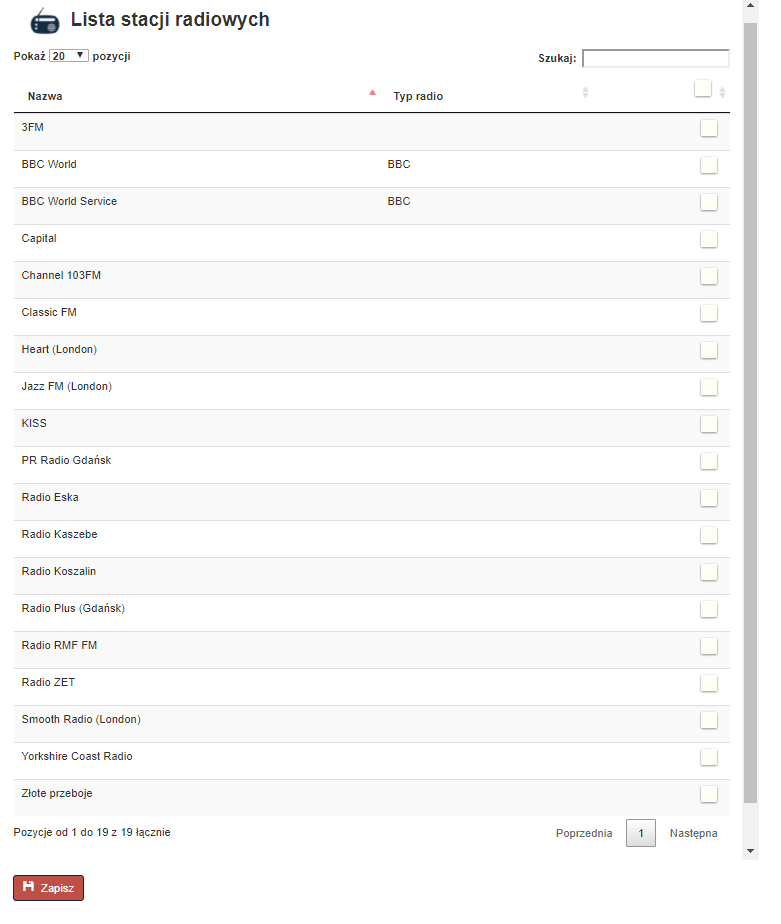 Lista stacji radiowych
Pokaż 20 pozycji Szukaj:
Nazwa Typ radio
3FM
BBC World BBC
BBC World Service BBC
Capital
Channel 103FM
Classic FM
Heart (London)
Jazz FM (London)
KISS
PR Radio Gdańsk
Radio Eska
Radio Kaszebe
Radio Koszalin
Radio Plus (Gdańsk)
Radio RMF FM
Radio ZET
Smooth Radio (London)
Yorkshire Coast Radio
Złote przeboje
Pozycje od 1 do 19 z 19 łącznie Poprzednia 1 Następna
Zapisz